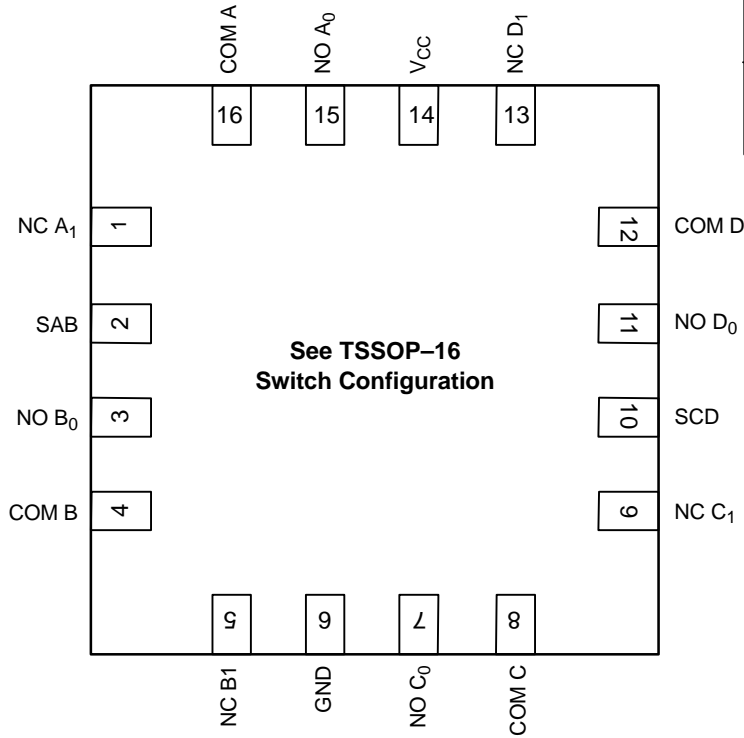 COM A
NO A₀
V_CC
NC D₁
16
15
14
13
NC A₁
1
12
COM D
SAB
2
11
NO D₀
See TSSOP–16
Switch Configuration
NO B₀
3
10
SCD
COM B
4
9
NC C₁
5
6
7
8
NC B1
GND
NO C₀
COM C